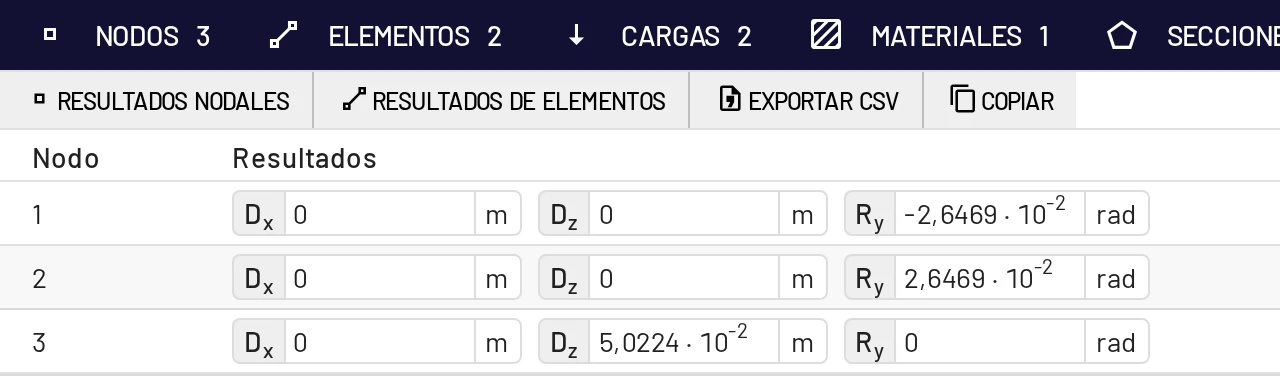 NODOS 3 ELEMENTOS 2 CARGAS 2 MATERIALES 1 SECCIONE
RESULTADOS NODALES RESULTADOS DE ELEMENTOS EXPORTAR CSV COPIAR
Nodo Resultados
1 Dx 0 m Dz 0 m Ry -2,6469 · 10⁻² rad
2 Dx 0 m Dz 0 m Ry 2,6469 · 10⁻² rad
3 Dx 0 m Dz 5,0224 · 10⁻² m Ry 0 rad